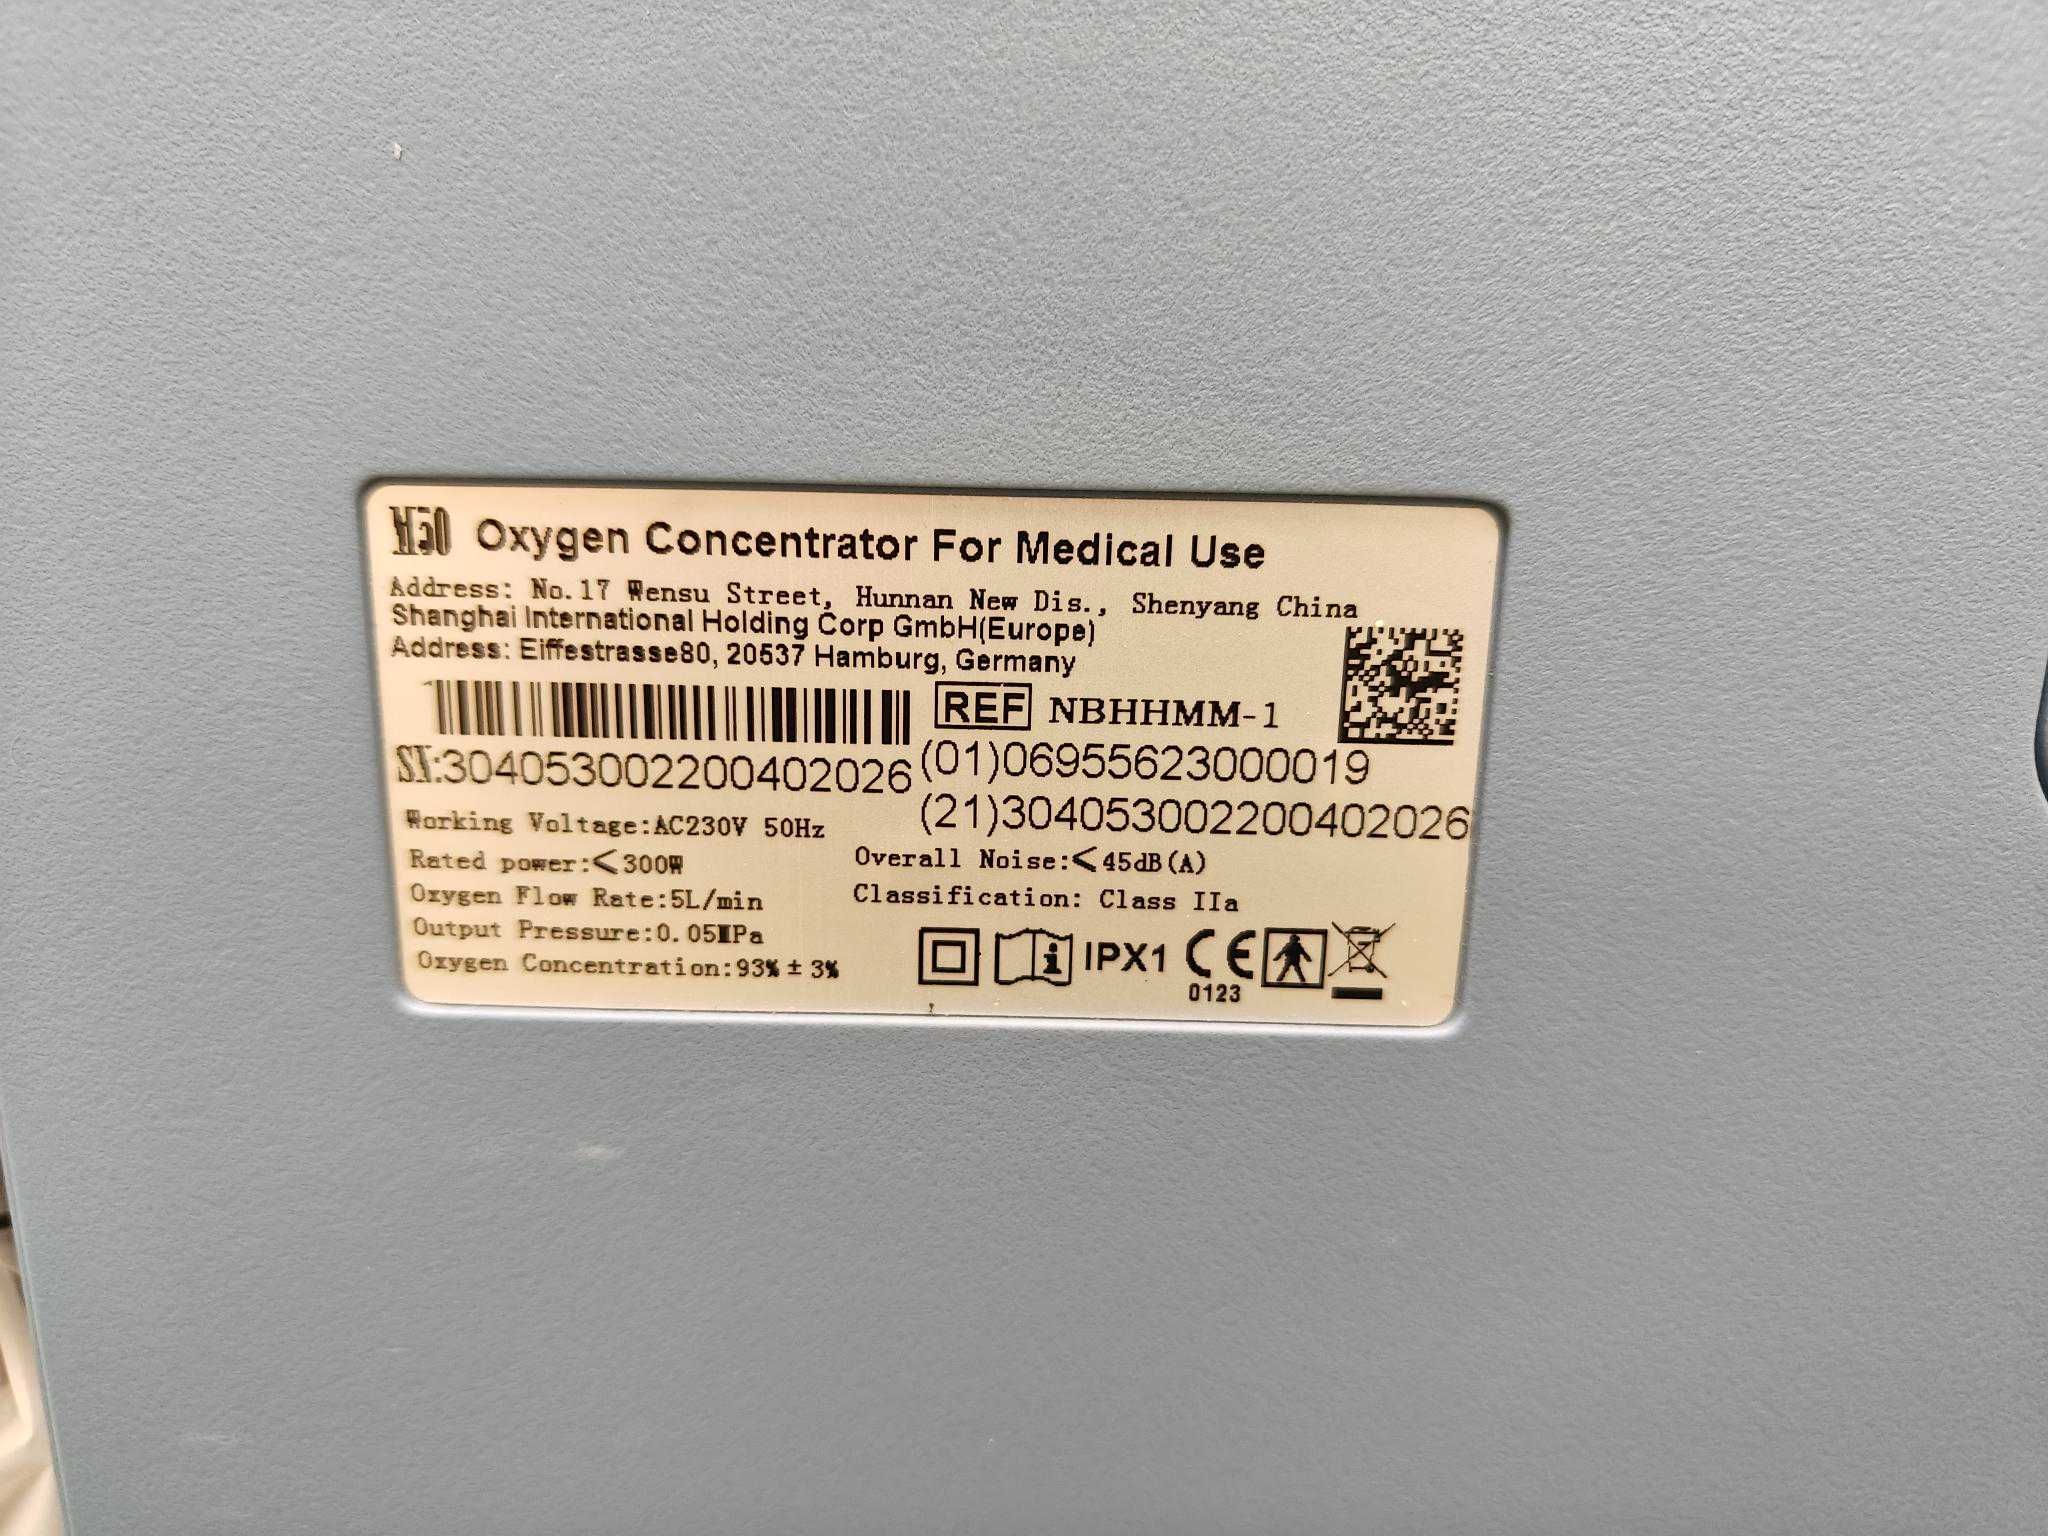 M50 Oxygen Concentrator For Medical Use
Address: No.17 Wensu Street, Hunnan New Dis., Shenyang China
Shanghai International Holding Corp GmbH(Europe)
Address: Eiffestrasse80, 20537 Hamburg, Germany
REF NBHHMM-1
SN:304053002200402026
(01)06955623000019
(21)304053002200402026
Working Voltage:AC230V 50Hz
Rated power:≤300W
Overall Noise:≤45dB(A)
Oxygen Flow Rate:5L/min
Classification: Class IIa
Output Pressure:0.05MPa
Oxygen Concentration:93%±3%
IPX1 CE
0123